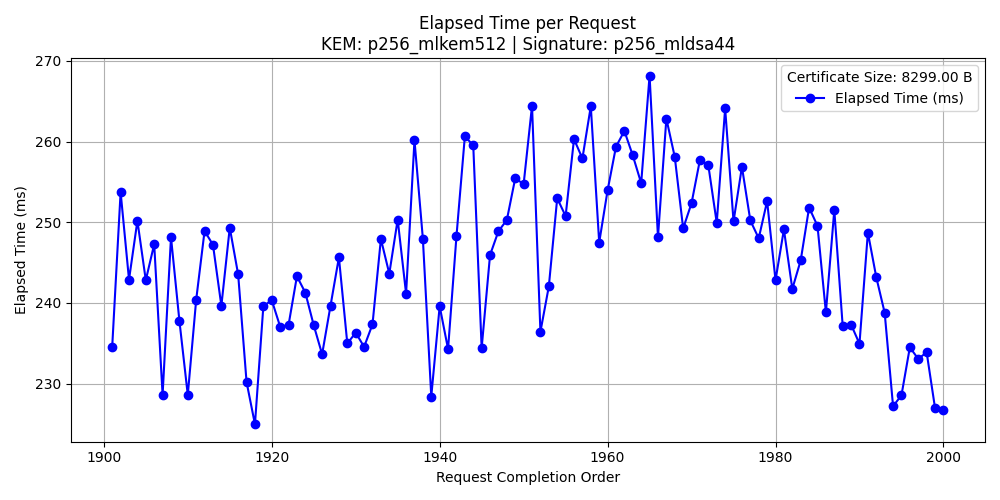 Elapsed Time per Request
KEM: p256_mlkem512 | Signature: p256_mldsa44
Certificate Size: 8299.00 B
Elapsed Time (ms)
Elapsed Time (ms)
270
260
250
240
230
1900
1920
1940
1960
1980
2000
Request Completion Order